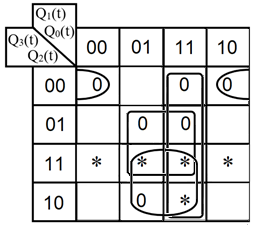 Q₁(t)
Q₀(t)
Q₃(t)
Q₂(t)
00 01 11 10
00 0 0 0
01 0 0
11 * * * *
10 0 *